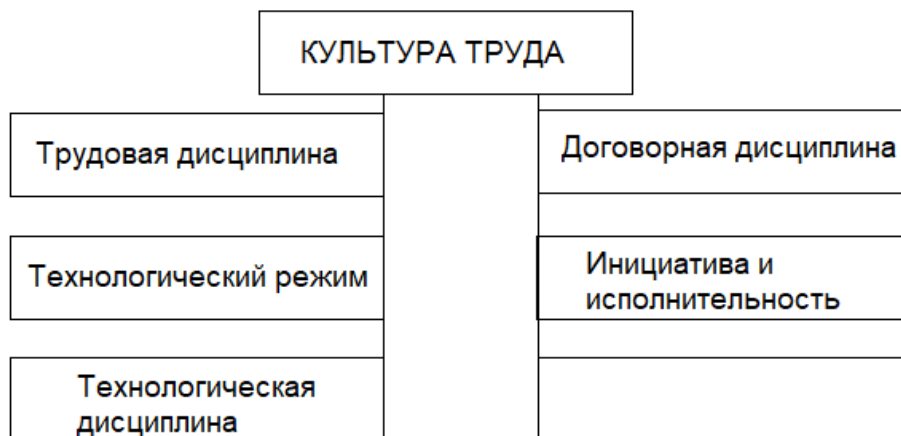 КУЛЬТУРА ТРУДА
Трудовая дисциплина
Договорная дисциплина
Технологический режим
Инициатива и
исполнительность
Технологическая
дисциплина